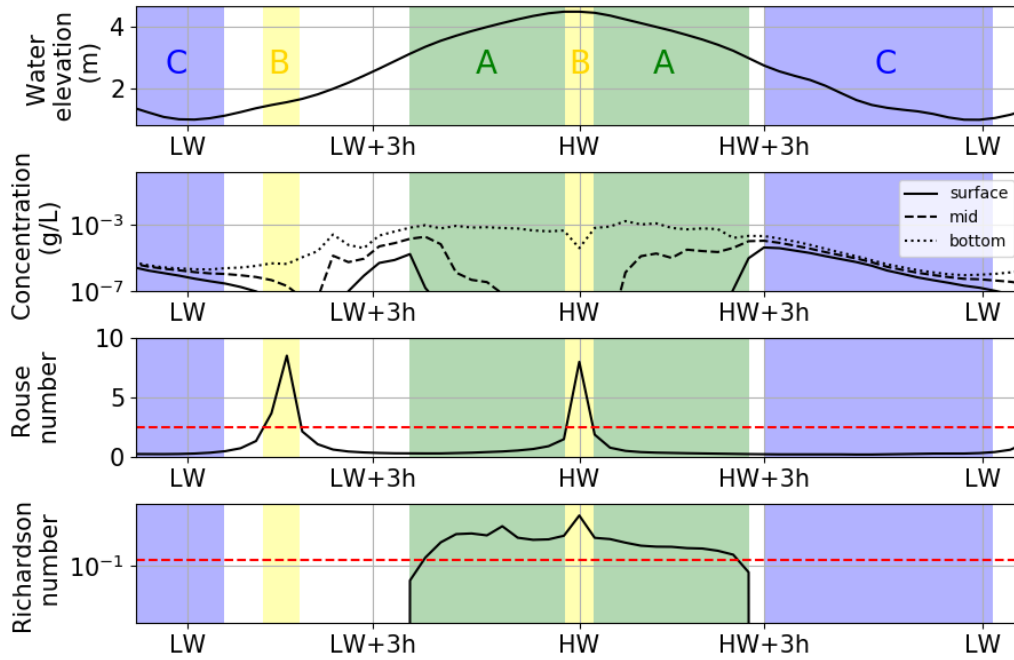 Water
elevation
(m)
4
2
C B A B A C
LW LW+3h HW HW+3h LW
Concentration
(g/L)
10⁻³
10⁻⁷
surface
mid
bottom
LW LW+3h HW HW+3h LW
Rouse
number
10
5
0
LW LW+3h HW HW+3h LW
Richardson
number
10⁻¹
LW LW+3h HW HW+3h LW